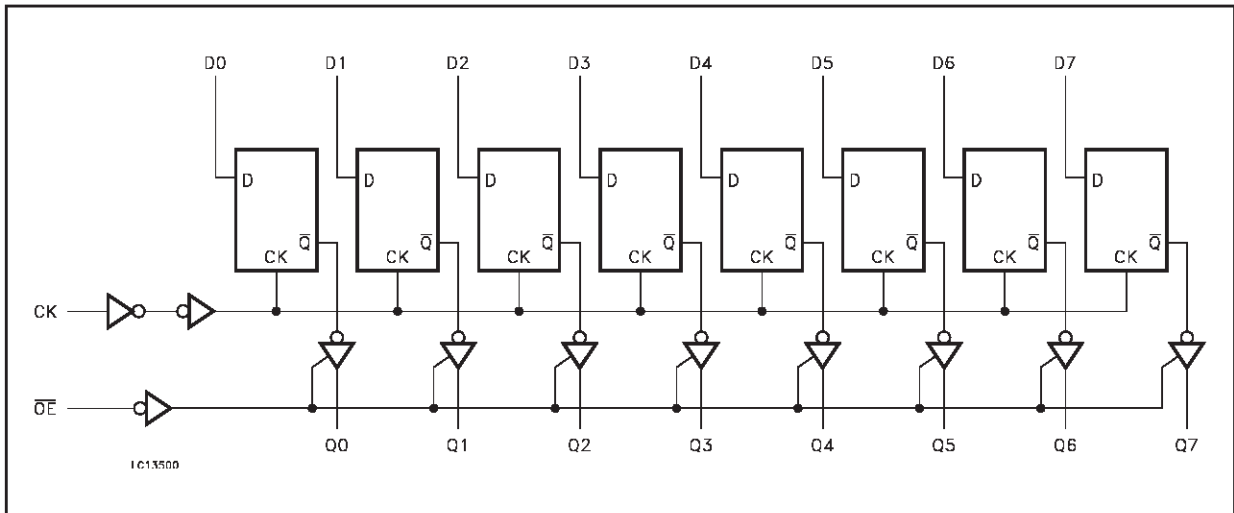 D0 D1 D2 D3 D4 D5 D6 D7
D D D D D D D D
Q̅ Q̅ Q̅ Q̅ Q̅ Q̅ Q̅ Q̅
CK CK CK CK CK CK CK CK
CK
O̅E̅
Q0 Q1 Q2 Q3 Q4 Q5 Q6 Q7
LC13500